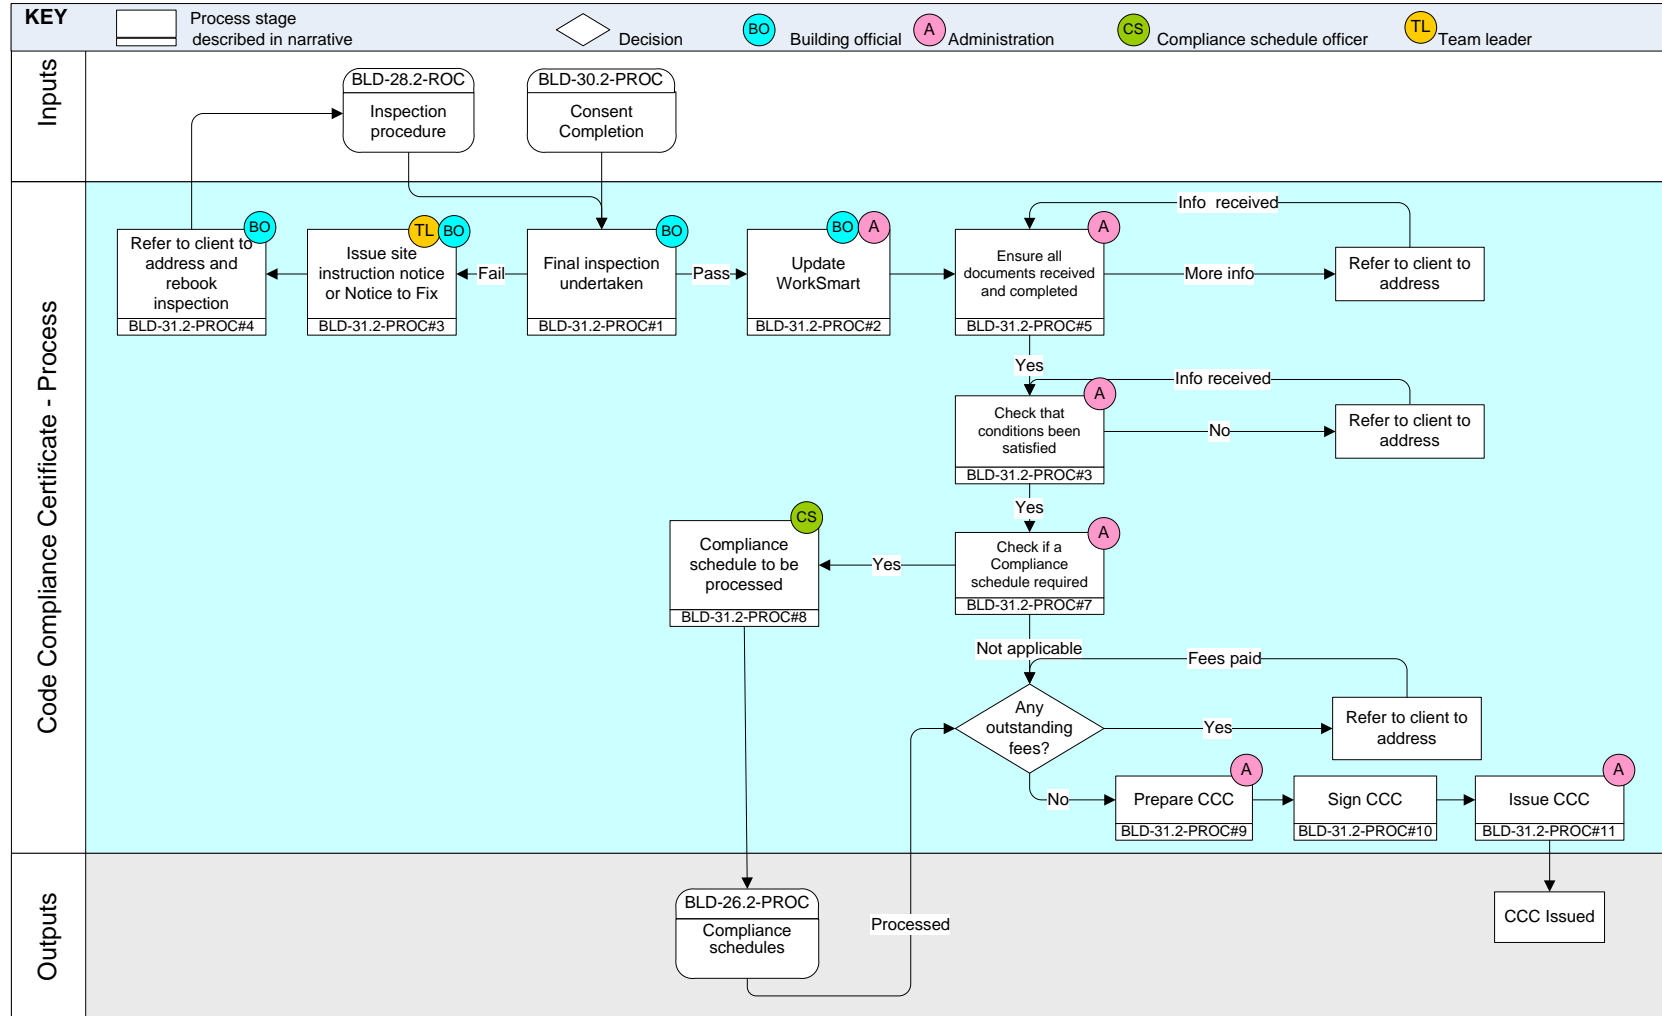 KEY
Process stage
described in narrative
Decision
BO
Building official
A
Administration
CS
Compliance schedule officer
TL
Team leader
Inputs
BLD-28.2-ROC
Inspection
procedure
BLD-30.2-PROC
Consent
Completion
Code Compliance Certificate - Process
BO
Refer to client to
address and
rebook
inspection
BLD-31.2-PROC#4
TL
BO
Issue site
instruction notice
or Notice to Fix
BLD-31.2-PROC#3
Fail
BO
Final inspection
undertaken
BLD-31.2-PROC#1
Pass
BO
A
Update
WorkSmart
BLD-31.2-PROC#2
A
Ensure all
documents received
and completed
BLD-31.2-PROC#5
Info received
More info
Refer to client to
address
Yes
A
Check that
conditions been
satisfied
BLD-31.2-PROC#3
Info received
No
Refer to client to
address
Yes
A
Check if a
Compliance
schedule required
BLD-31.2-PROC#7
Yes
CS
Compliance
schedule to be
processed
BLD-31.2-PROC#8
Not applicable
Fees paid
Any
outstanding
fees?
Yes
Refer to client to
address
No
A
Prepare CCC
BLD-31.2-PROC#9
Sign CCC
BLD-31.2-PROC#10
A
Issue CCC
BLD-31.2-PROC#11
Outputs
BLD-26.2-PROC
Compliance
schedules
Processed
CCC Issued